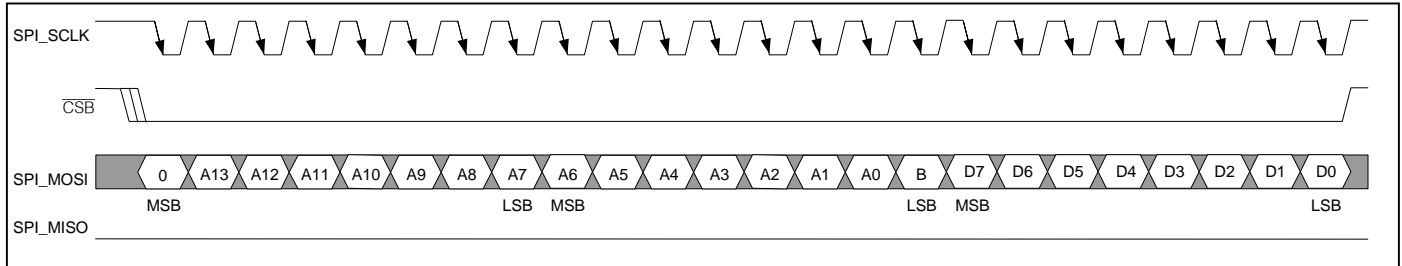 SPI_SCLK
CSB
SPI_MOSI 0 A13 A12 A11 A10 A9 A8 A7 A6 A5 A4 A3 A2 A1 A0 B D7 D6 D5 D4 D3 D2 D1 D0
MSB LSB MSB LSB MSB LSB
SPI_MISO